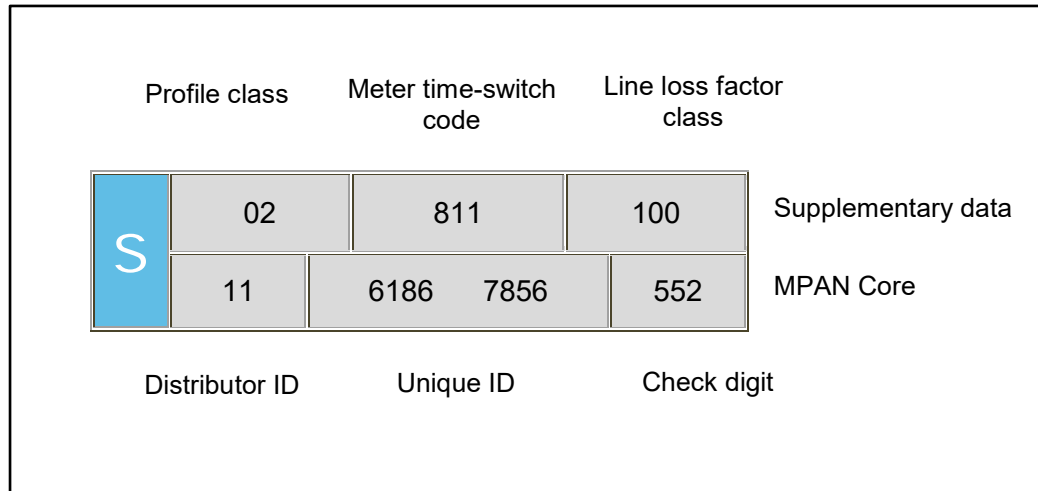 Profile class Meter time-switch code Line loss factor class
S 02 811 100 Supplementary data
11 6186 7856 552 MPAN Core
Distributor ID Unique ID Check digit